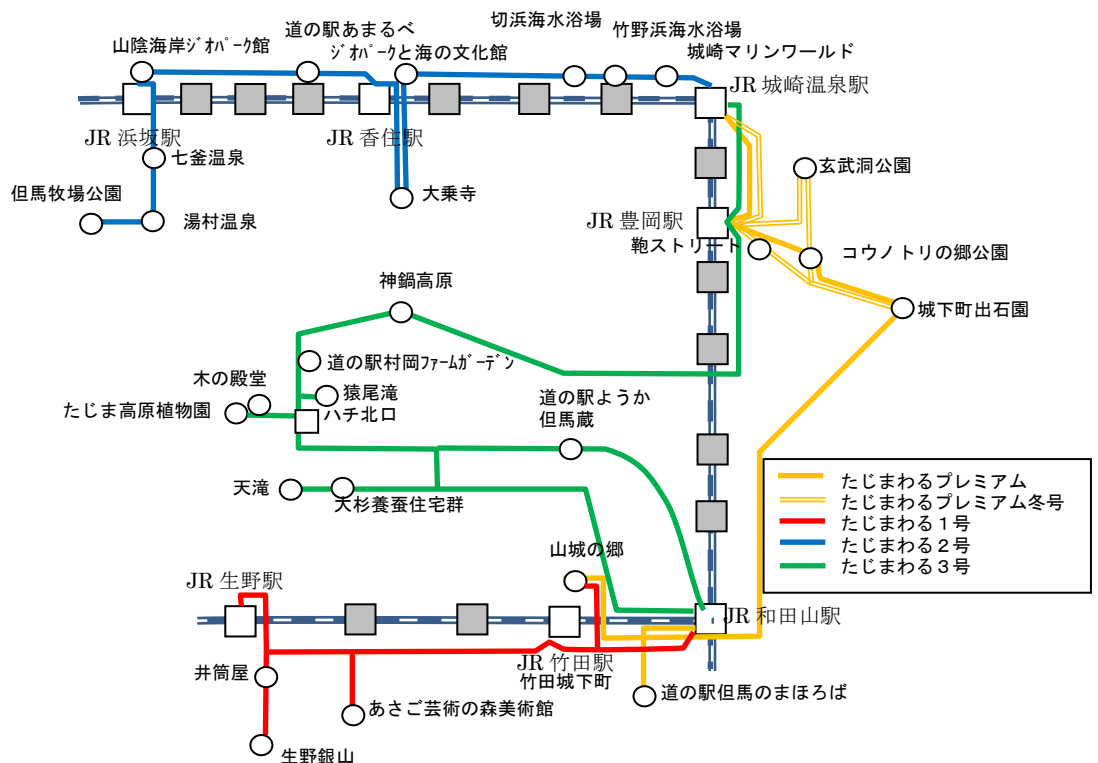 切浜海水浴場
道の駅あまるべ
竹野浜海水浴場
山陰海岸ジオパーク館
ジオパークと海の文化館
城崎マリンワールド
JR 城崎温泉駅
JR 浜坂駅
JR 香住駅
七釜温泉
玄武洞公園
但馬牧場公園
大乗寺
湯村温泉
JR 豊岡駅
鞄ストリート
コウノトリの郷公園
神鍋高原
城下町出石園
道の駅村岡ファームガーデン
木の殿堂
猿尾滝
道の駅ようか
但馬蔵
たじま高原植物園
ハチ北口
天滝
大杉養蚕住宅群
たじまわるプレミアム
たじまわるプレミアム冬号
たじまわる1号
たじまわる2号
たじまわる3号
山城の郷
JR 生野駅
JR 和田山駅
JR 竹田駅
竹田城下町
井筒屋
道の駅但馬のまほろば
あさご芸術の森美術館
生野銀山